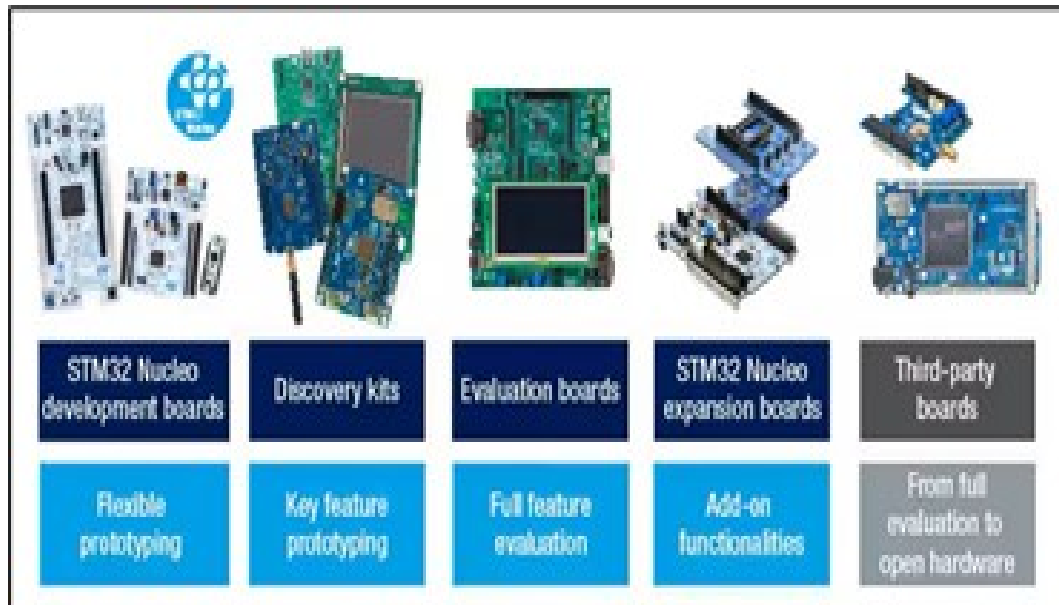 STM32 Nucleo
development boards
Discovery kits
Evaluation boards
STM32 Nucleo
expansion boards
Third-party
boards
Flexible
prototyping
Key feature
prototyping
Full feature
evaluation
Add-on
functionalities
From full
evaluation to
open hardware